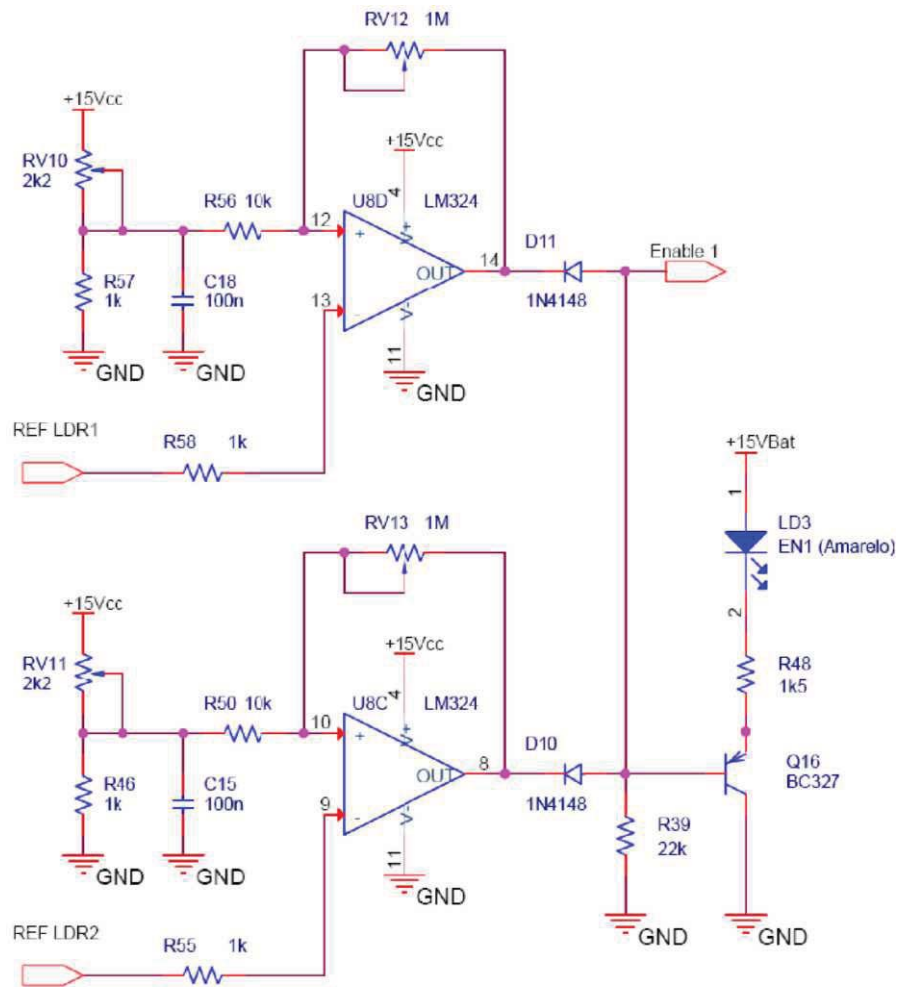 RV12 1M
+15Vcc
+15Vcc
RV10
2k2
R56 10k
4
U8D LM324
V+
12
+
D11
Enable 1
14
OUT
R57
1k
C18
100n
13
-
V-
1N4148
11
GND
GND
GND
REF LDR1
R58 1k
+15VBat
RV13 1M
1
LD3
EN1 (Amarelo)
+15Vcc
+15Vcc
RV11
2k2
2
R50 10k
4
U8C LM324
R48
1k5
V+
10
+
D10
8
OUT
Q16
BC327
R46
1k
C15
100n
9
-
V-
1N4148
R39
22k
11
GND
GND
GND
GND
GND
REF LDR2
R55 1k